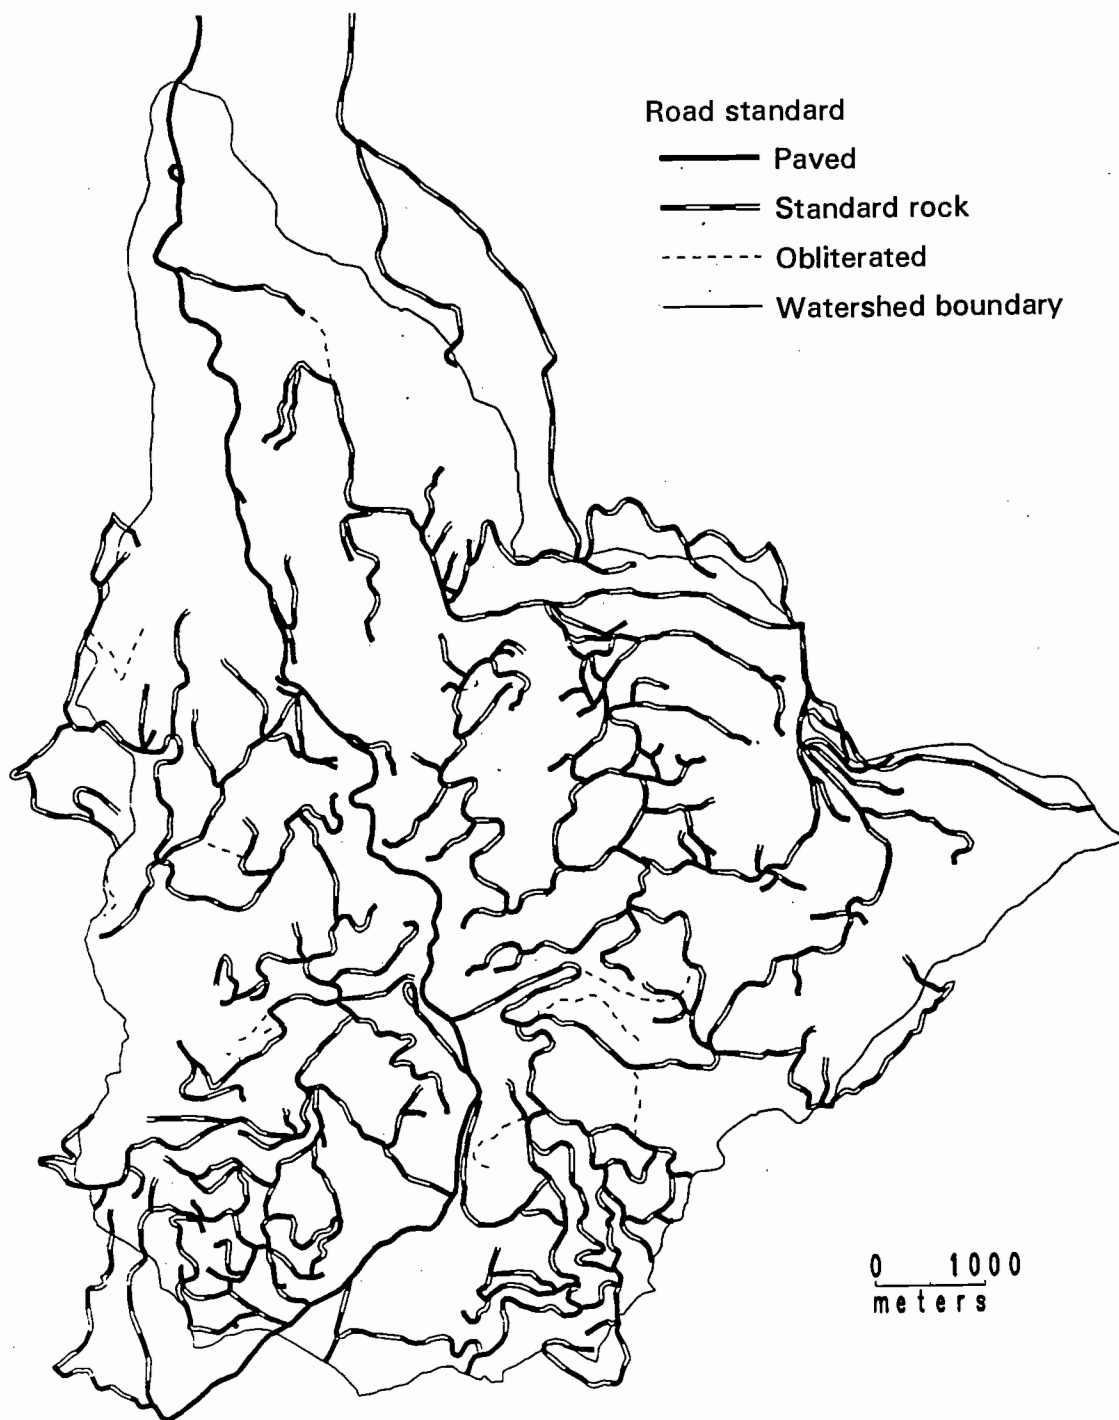 Road standard
Paved
Standard rock
Obliterated
Watershed boundary
0 1000
meters